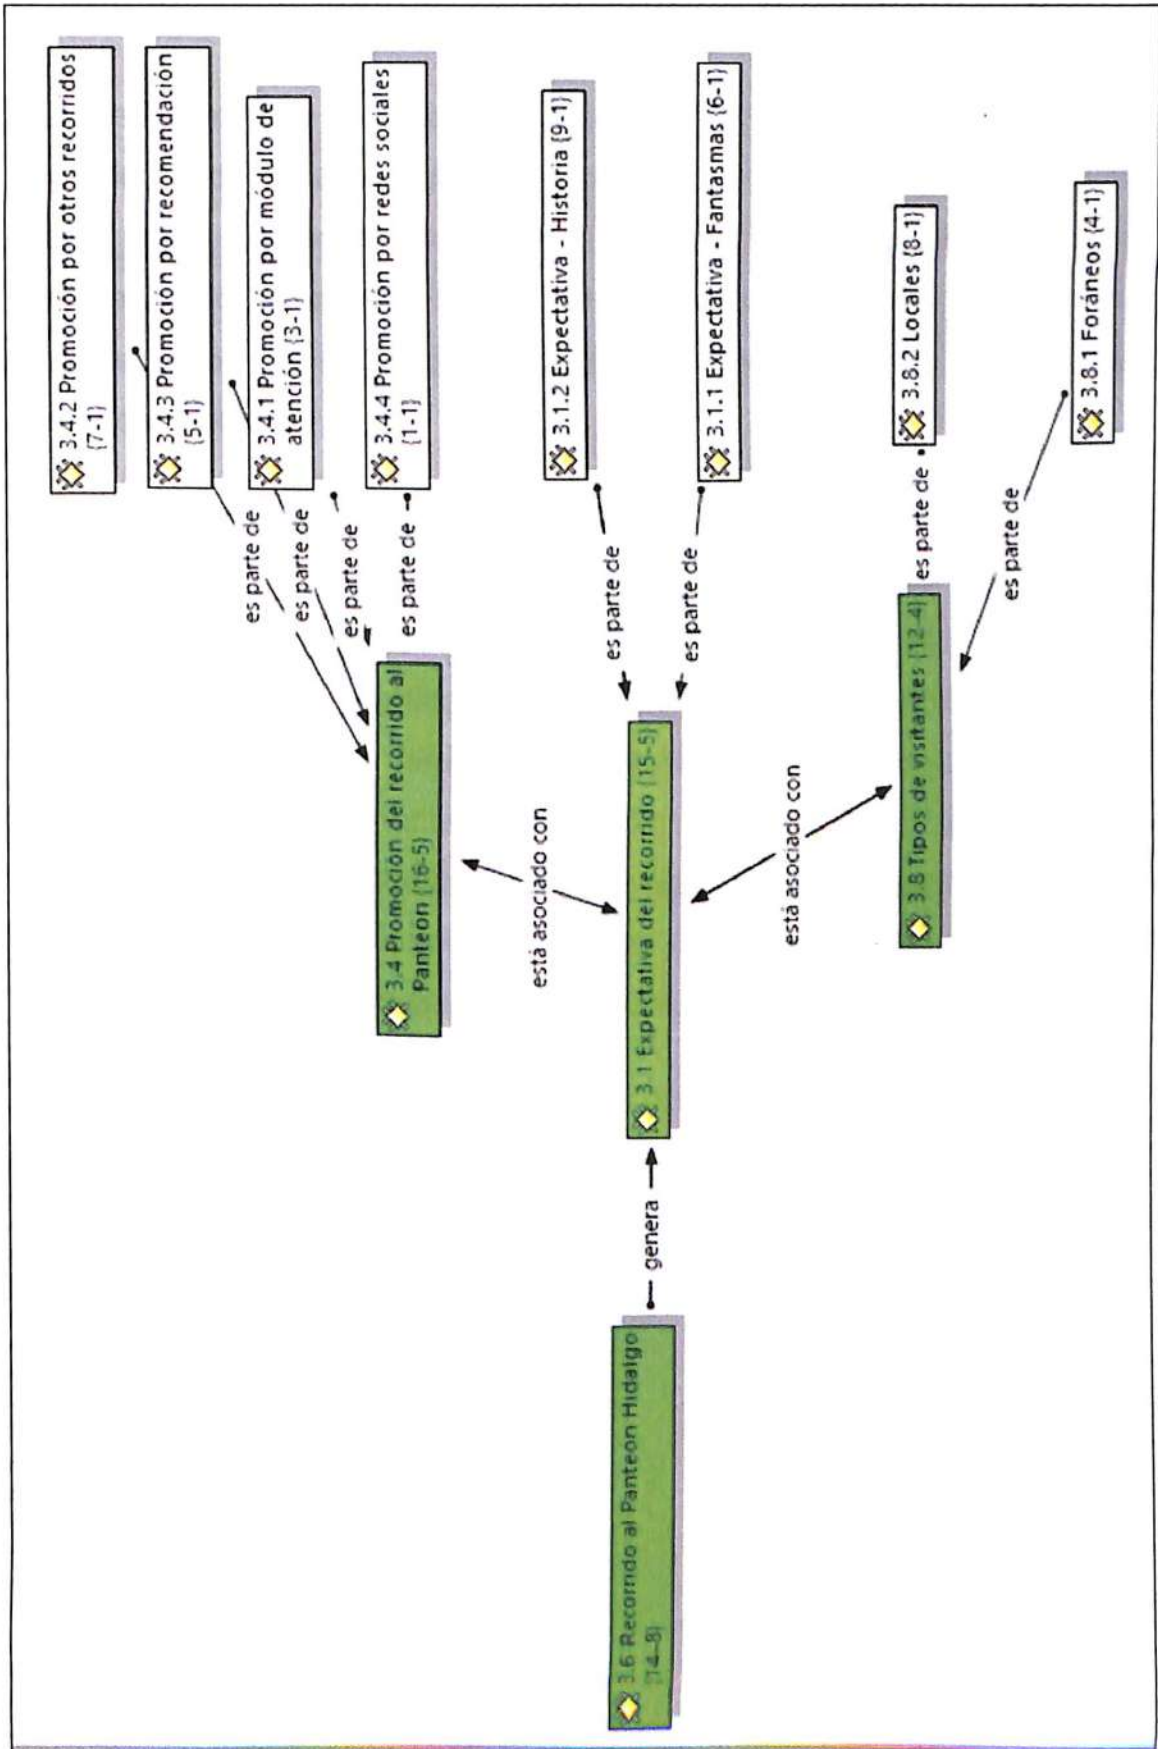 3.4.2 Promoción por otros recorridos
{7-1}
3.4.3 Promoción por recomendación
{5-1}
3.4.1 Promoción por módulo de
atención {3-1}
3.4.4 Promoción por redes sociales
{1-1}
es parte de
es parte de
es parte de
es parte de
3.4 Promoción del recorrido al
Panteón {16-5}
está asociado con
3.1.2 Expectativa - Historia {9-1}
3.1.1 Expectativa - Fantasmas {6-1}
es parte de
es parte de
3.6 Recorrido al Panteón Hidalgo
{14-8}
genera
3.1 Expectativa del recorrido {15-5}
está asociado con
3.8.2 Locales {8-1}
es parte de
3.8 Tipos de visitantes {12-4}
es parte de
3.8.1 Foráneos {4-1}